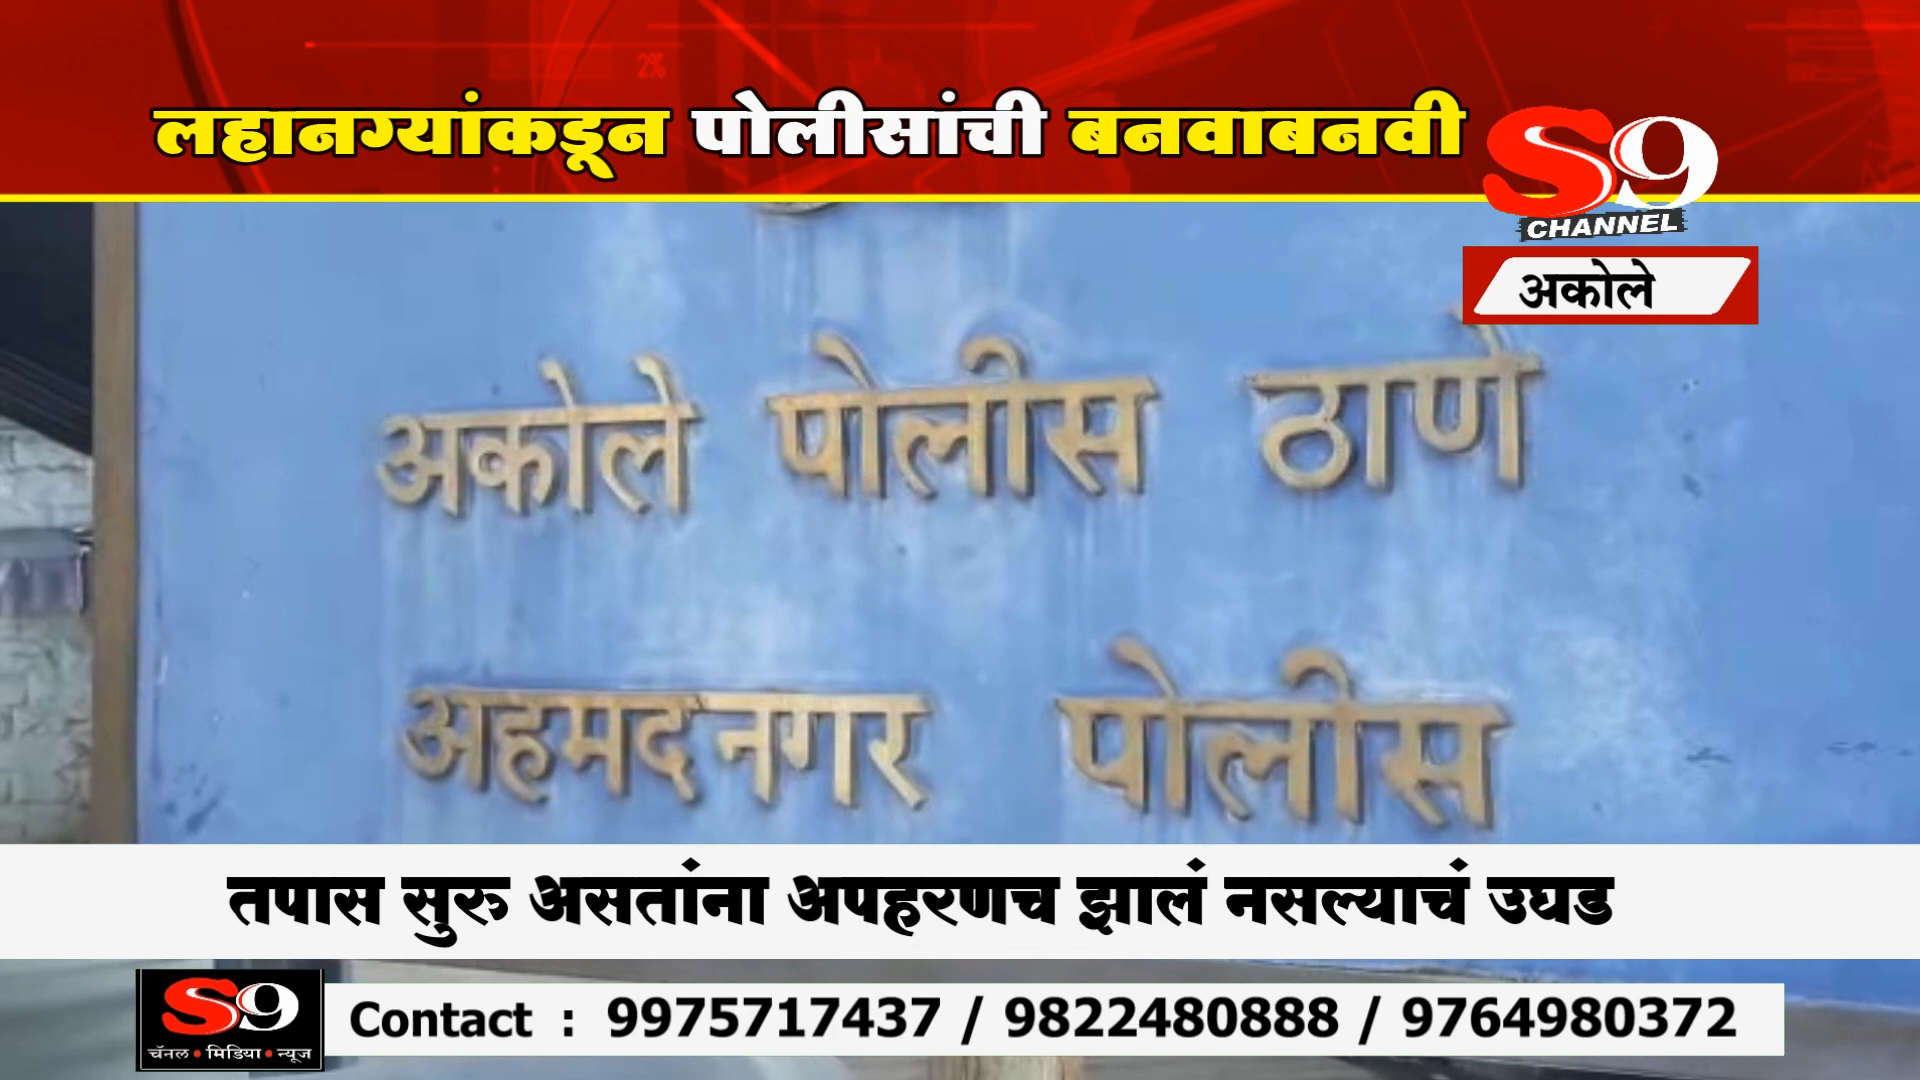 2%
लहानग्यांकडून पोलीसांची बनवाबनवी
S9
CHANNEL
अकोले
अकोले पोलीस ठाणे
अहमदनगर पोलीस
तपास सुरु असतांना अपहरणच झालं नसल्याचं उघड
S9
चॅनल • मिडिया • न्यूज
Contact : 9975717437 / 9822480888 / 9764980372